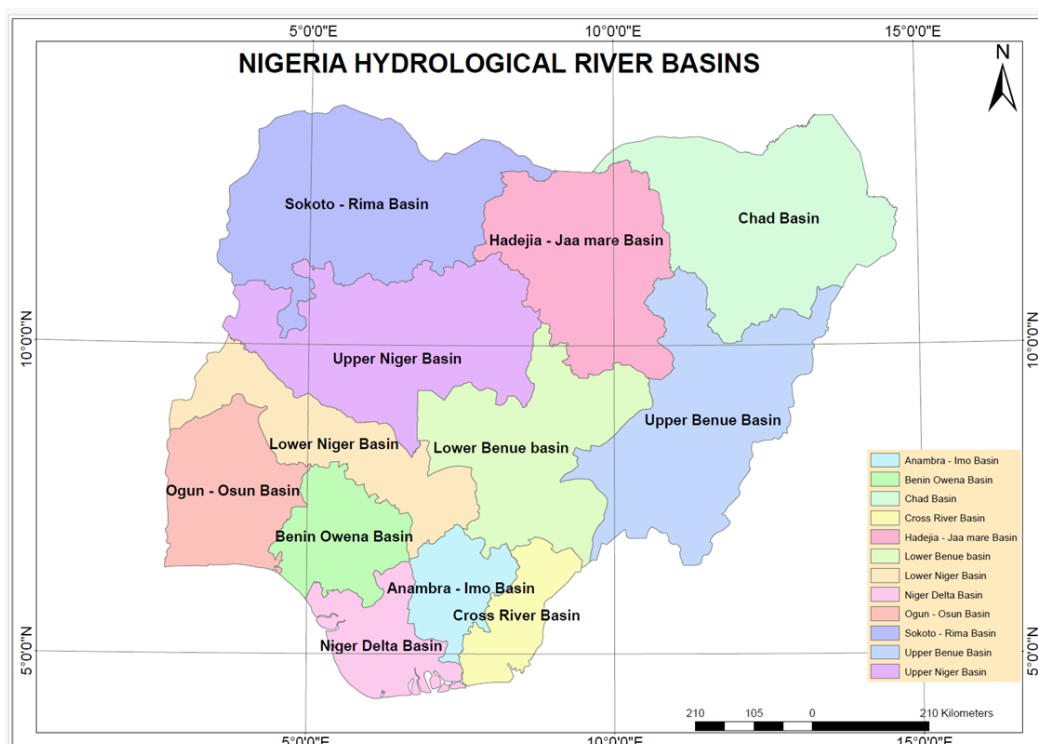 5°0'0"E 10°0'0"E 15°0'0"E
NIGERIA HYDROLOGICAL RIVER BASINS
N
Sokoto - Rima Basin
Chad Basin
Hadejia - Jaa mare Basin
10°0'0"N 10°0'0"N
Upper Niger Basin
Upper Benue Basin
Lower Niger Basin
Lower Benue basin
Ogun - Osun Basin
Benin Owena Basin
Anambra - Imo Basin
Cross River Basin
Niger Delta Basin
5°0'0"N 5°0'0"N
Anambra - Imo Basin
Benin Owena Basin
Chad Basin
Cross River Basin
Hadejia - Jaa mare Basin
Lower Benue basin
Lower Niger Basin
Niger Delta Basin
Ogun - Osun Basin
Sokoto - Rima Basin
Upper Benue Basin
Upper Niger Basin
210 105 0 210 Kilometers
5°0'0"E 10°0'0"E 15°0'0"E